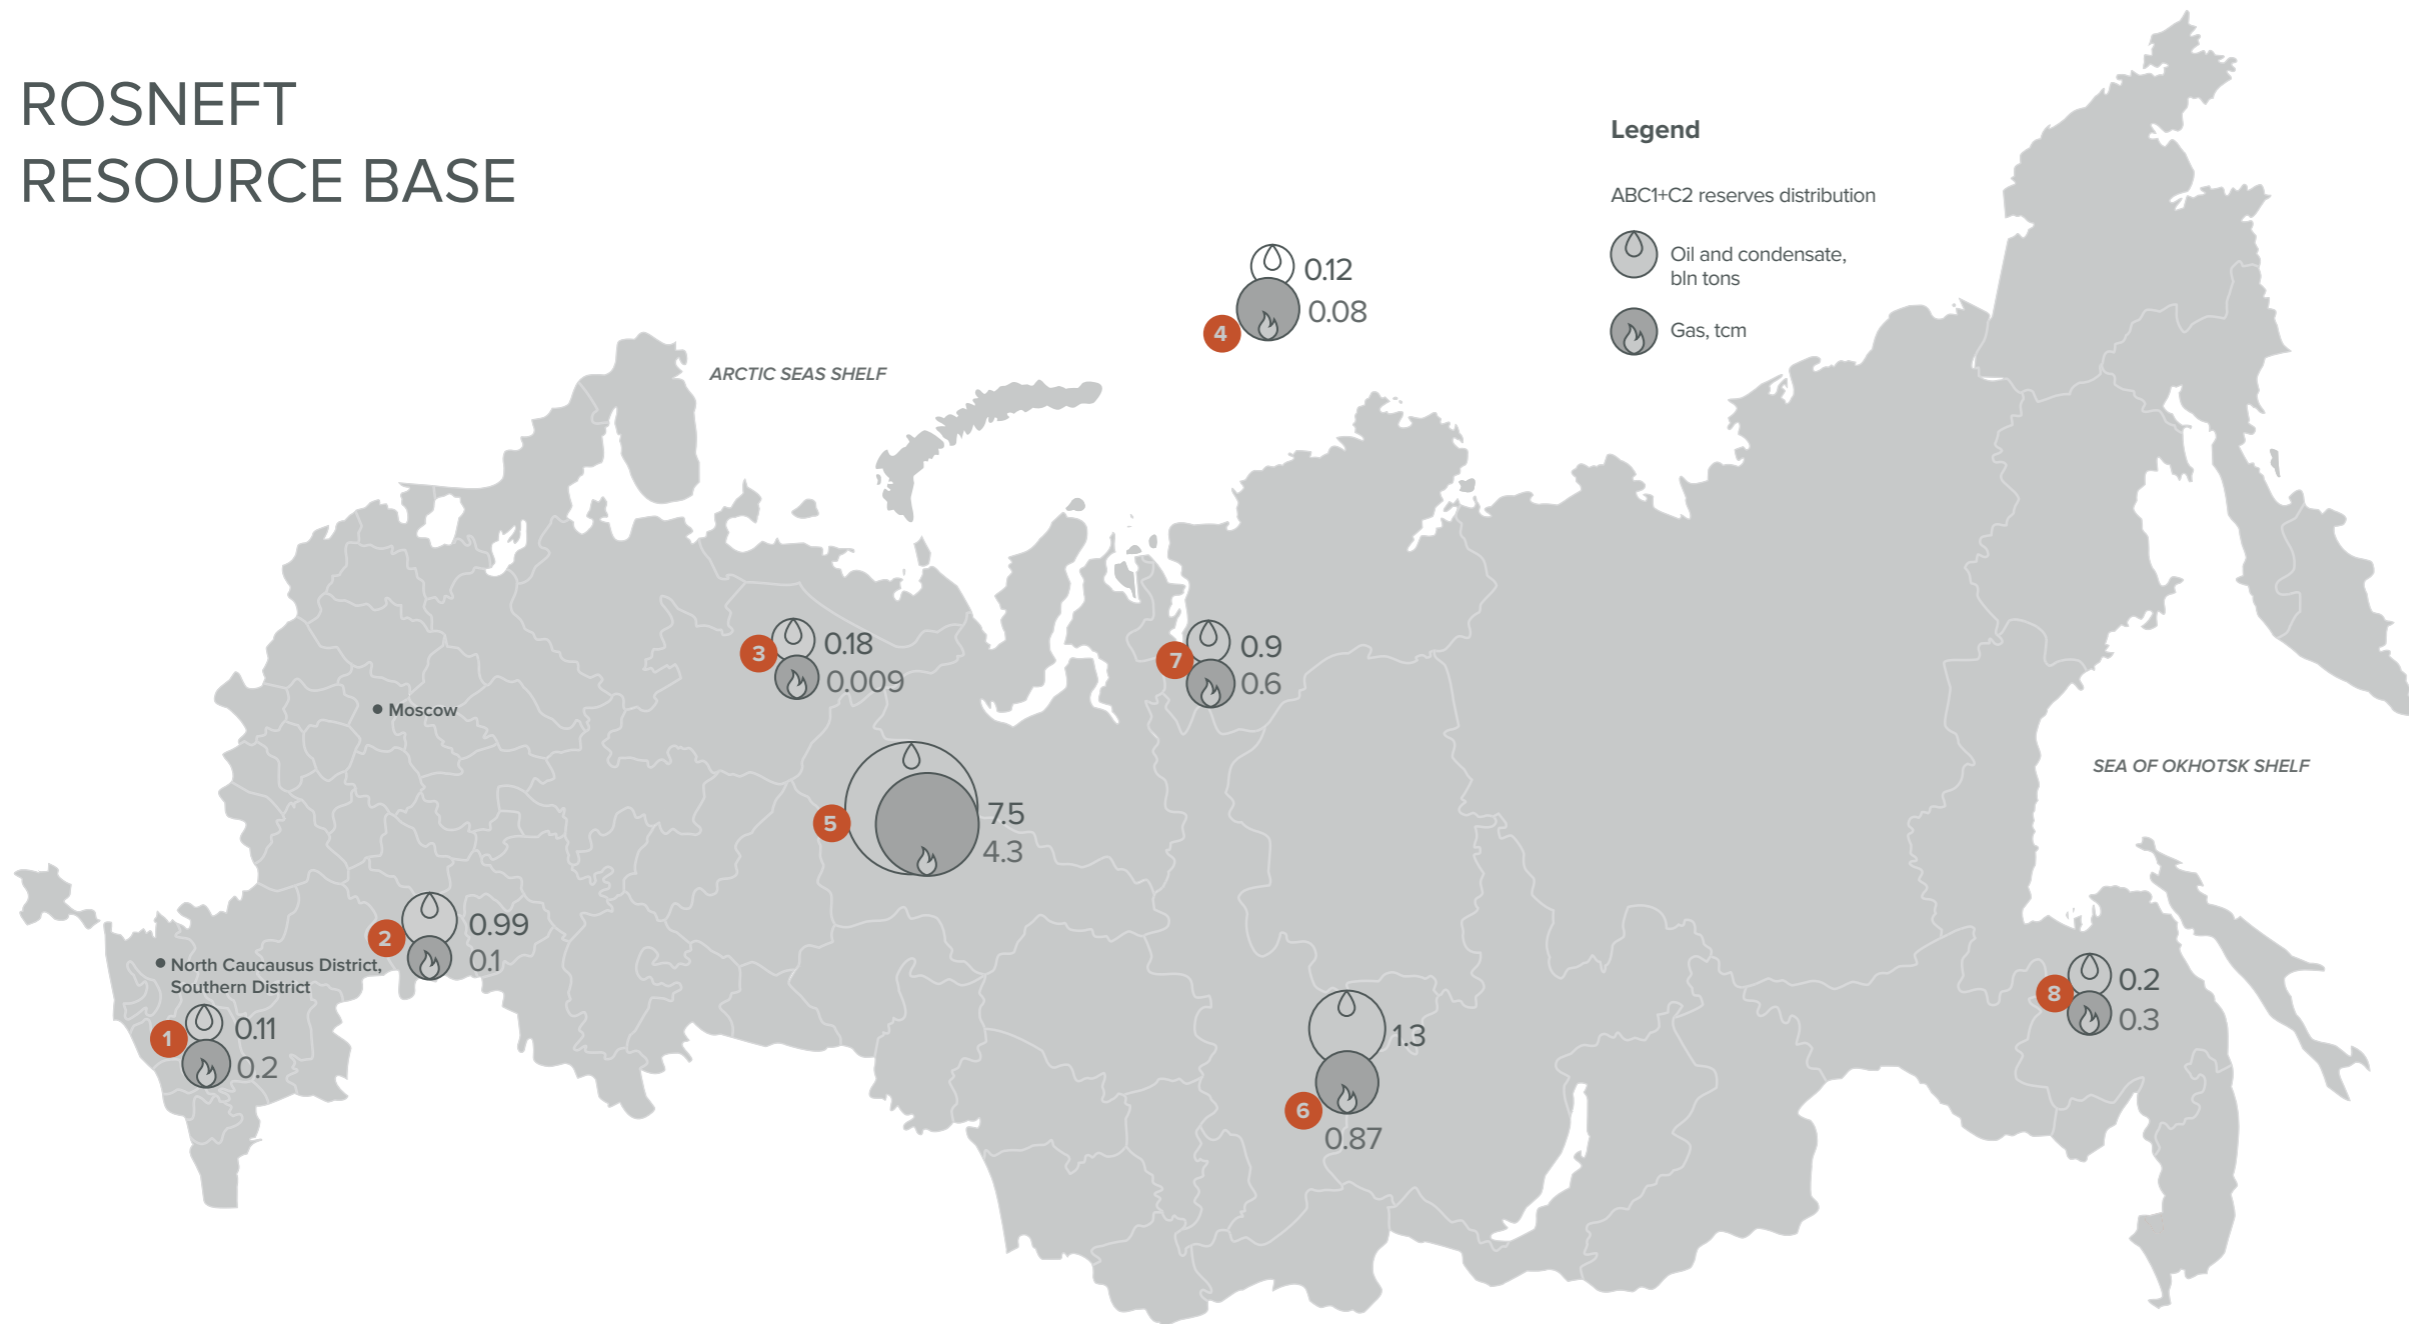 ROSNEFT
RESOURCE BASE
Legend
ABC1+C2 reserves distribution
Oil and condensate,
bln tons
Gas, tcm
4
0.12
0.08
ARCTIC SEAS SHELF
3
0.18
0.009
7
0.9
0.6
Moscow
SEA OF OKHOTSK SHELF
5
7.5
4.3
2
0.99
0.1
North Caucausus District,
Southern District
1
0.11
0.2
6
1.3
0.87
8
0.2
0.3